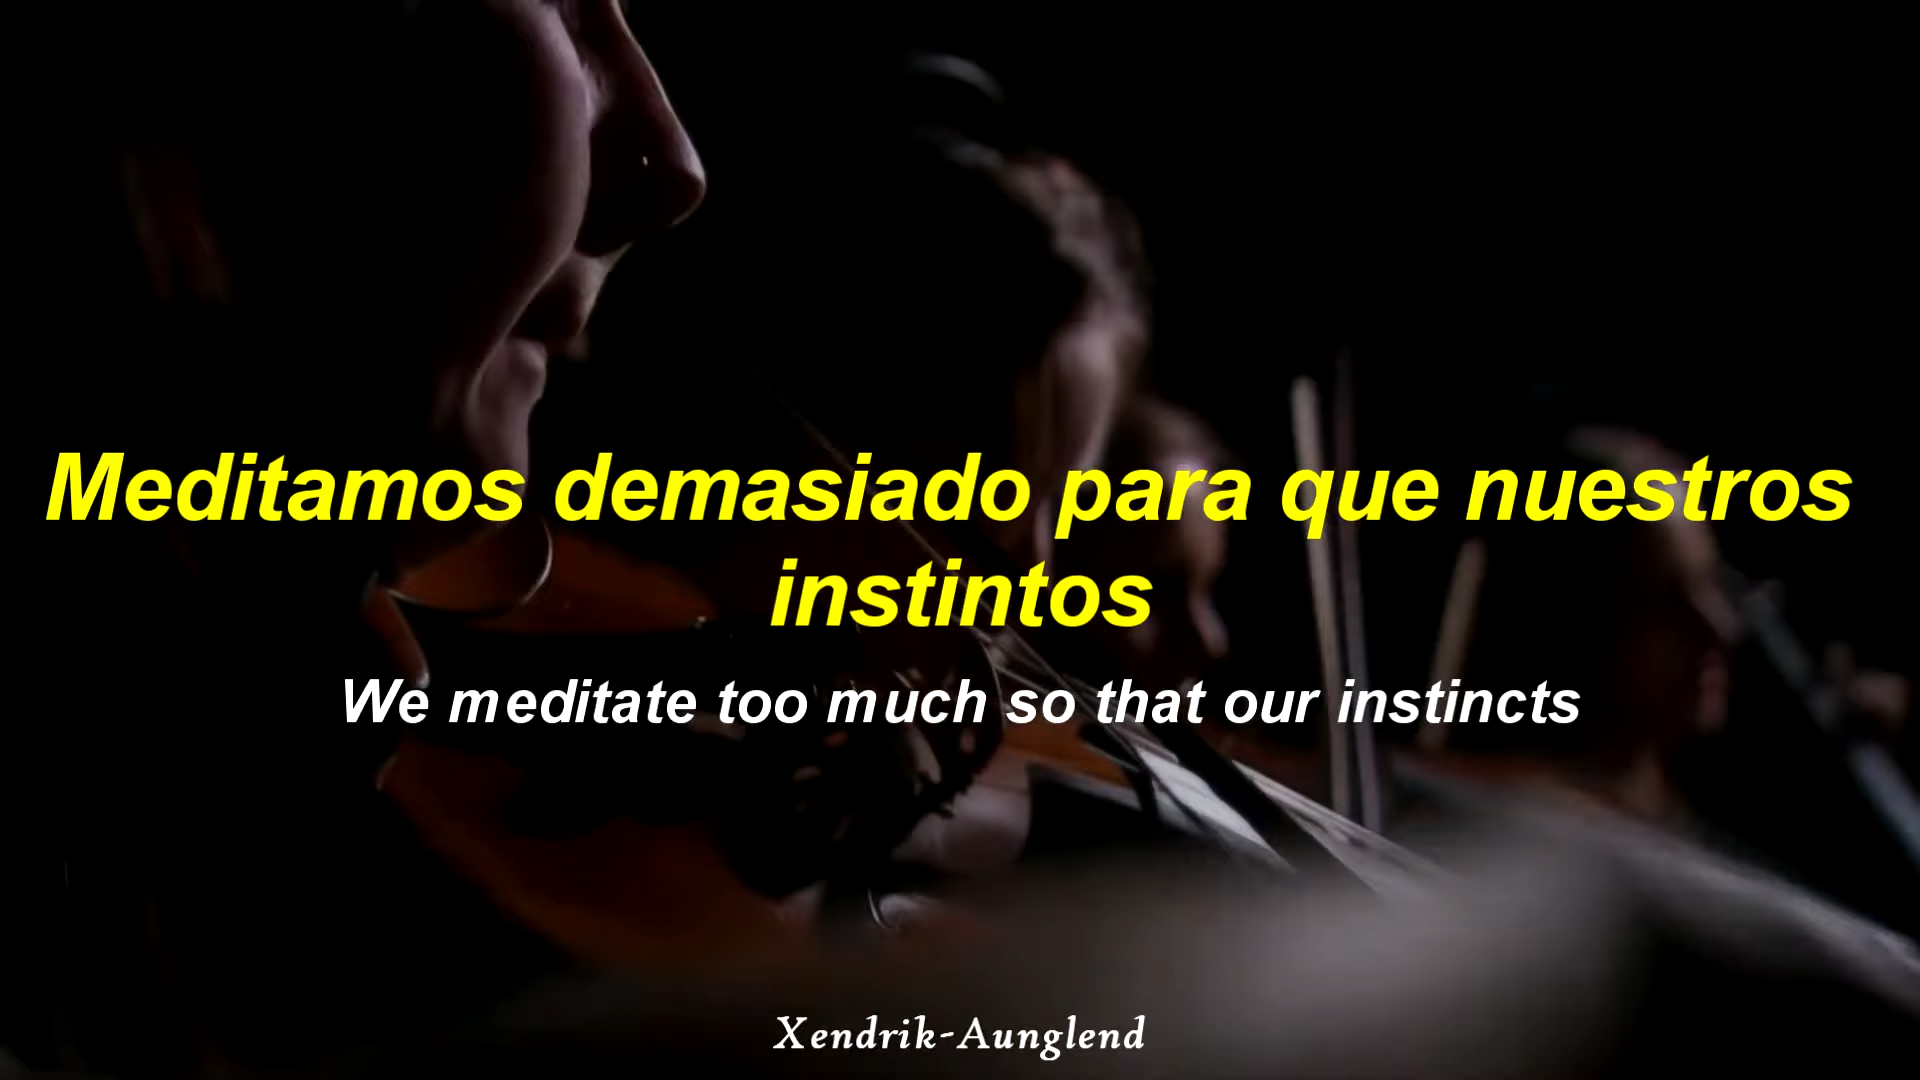 Meditamos demasiado para que nuestros
instintos
We meditate too much so that our instincts
Xendrik-Aunglend